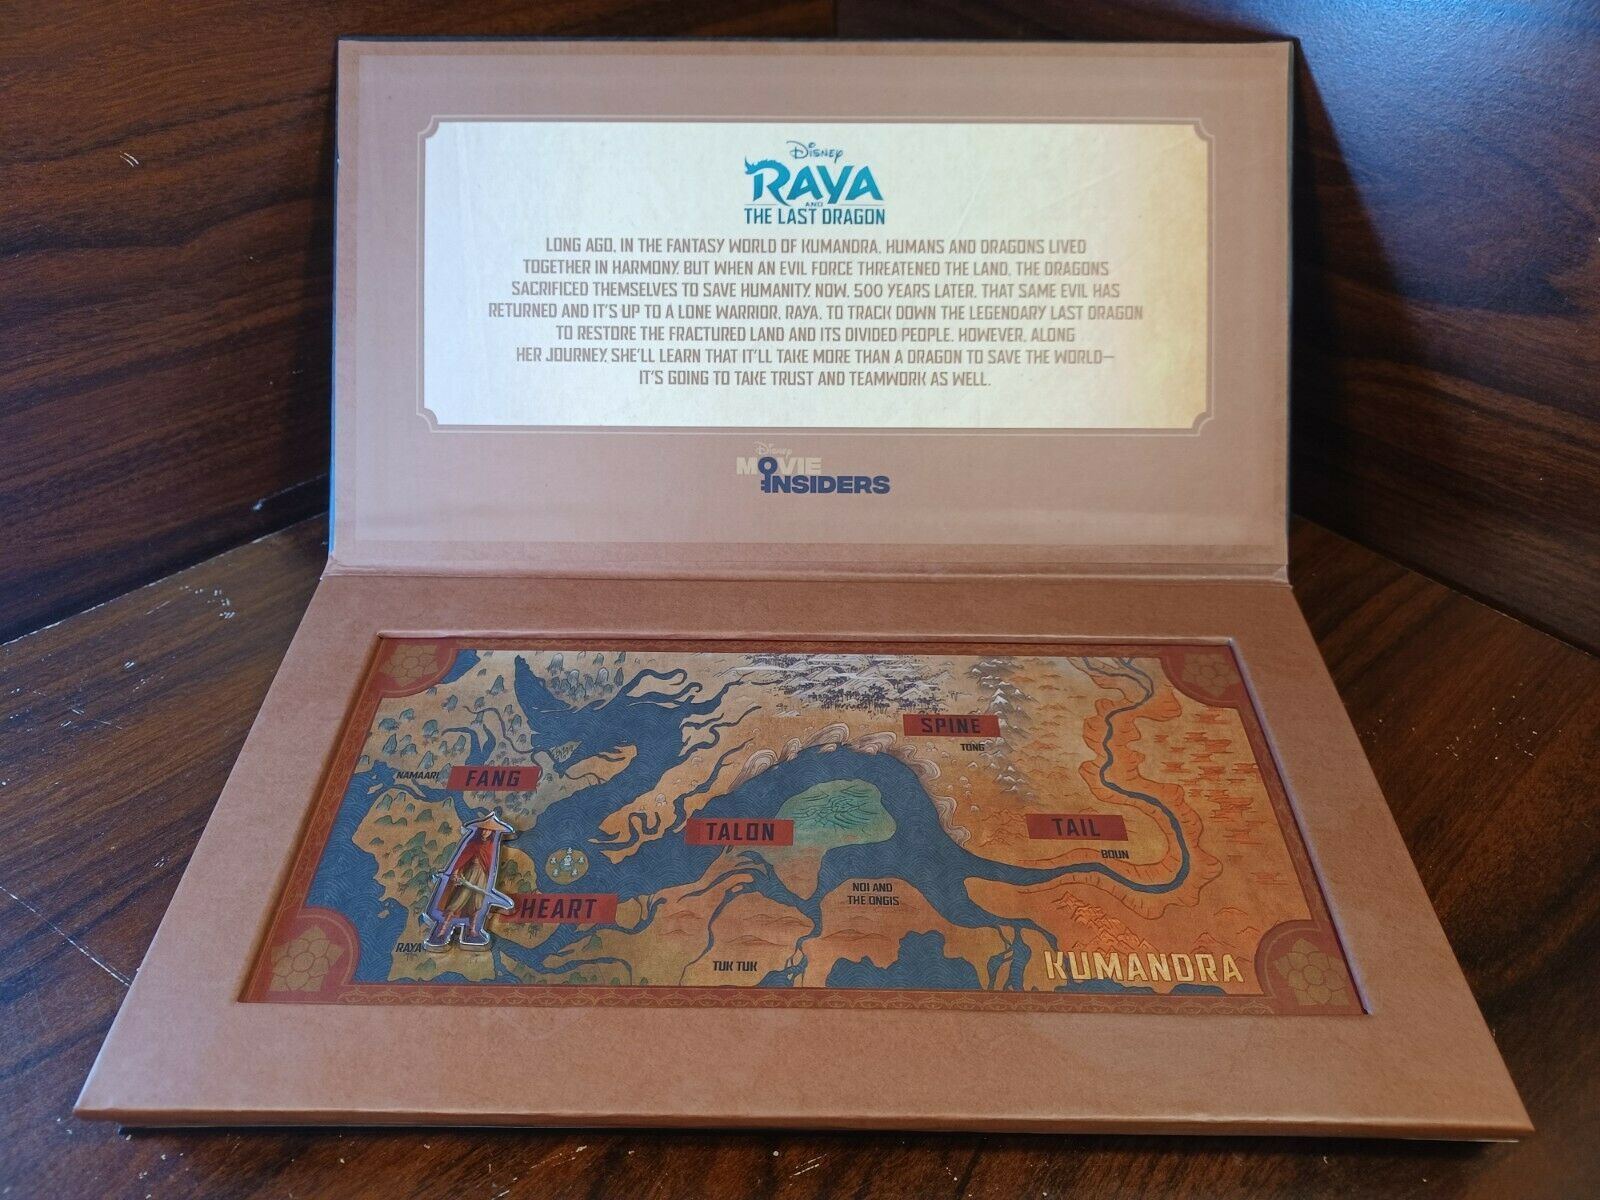 Disney
RAYA
AND
THE LAST DRAGON
LONG AGO, IN THE FANTASY WORLD OF KUMANDRA, HUMANS AND DRAGONS LIVED
TOGETHER IN HARMONY. BUT WHEN AN EVIL FORCE THREATENED THE LAND, THE DRAGONS
SACRIFICED THEMSELVES TO SAVE HUMANITY. NOW, 500 YEARS LATER, THAT SAME EVIL HAS
RETURNED AND IT'S UP TO A LONE WARRIOR, RAYA, TO TRACK DOWN THE LEGENDARY LAST DRAGON
TO RESTORE THE FRACTURED LAND AND ITS DIVIDED PEOPLE. HOWEVER, ALONG
HER JOURNEY, SHE'LL LEARN THAT IT'LL TAKE MORE THAN A DRAGON TO SAVE THE WORLD—
IT'S GOING TO TAKE TRUST AND TEAMWORK AS WELL.
Disney
MOVIE
INSIDERS
SPINE
TONG
NAMAARI
FANG
TALON
TAIL
BOUN
NOI AND
THE ONGIS
HEART
RAYA
TUK TUK
KUMANDRA